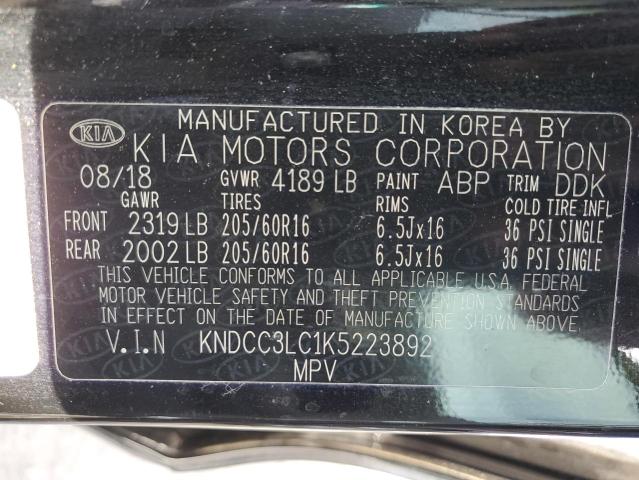 MANUFACTURED IN KOREA BY
KIA KIA MOTORS CORPORATION
08/18 GVWR 4189 LB PAINT ABP TRIM DDK
GAWR TIRES RIMS COLD TIRE INFL
FRONT 2319 LB 205/60R16 6.5Jx16 36 PSI SINGLE
REAR 2002 LB 205/60R16 6.5Jx16 36 PSI SINGLE
THIS VEHICLE CONFORMS TO ALL APPLICABLE U.S.A. FEDERAL
MOTOR VEHICLE SAFETY AND THEFT PREVENTION STANDARDS
IN EFFECT ON THE DATE OF MANUFACTURE SHOWN ABOVE.
V.I.N KNDCC3LC1K5223892
MPV